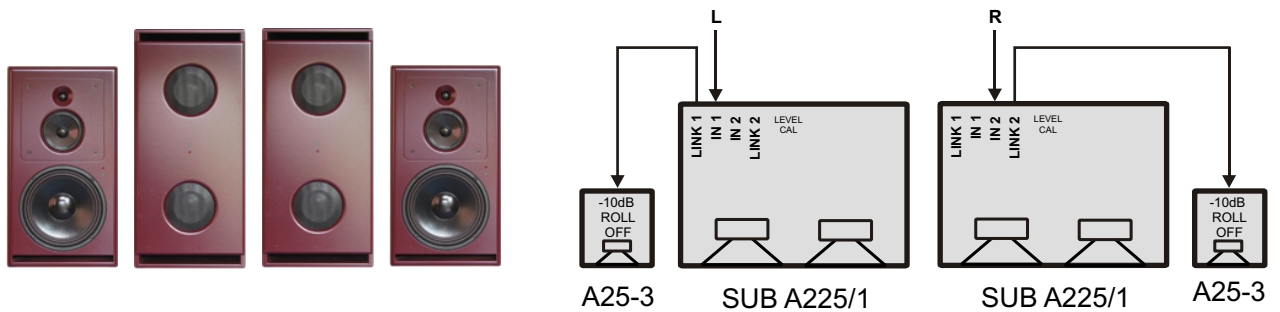 L
R
LINK 1
IN 1
IN 2
LINK 2
LEVEL
CAL
LINK 1
IN 1
IN 2
LINK 2
LEVEL
CAL
-10dB
ROLL
OFF
-10dB
ROLL
OFF
A25-3
SUB A225/1
SUB A225/1
A25-3